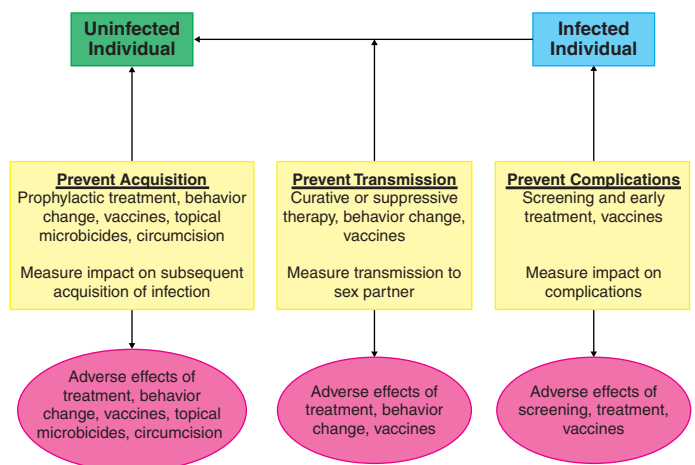 Uninfected
Individual
Infected
Individual
Prevent Acquisition
Prophylactic treatment, behavior
change, vaccines, topical
microbicides, circumcision
Measure impact on subsequent
acquisition of infection
Prevent Transmission
Curative or suppressive
therapy, behavior change,
vaccines
Measure transmission to
sex partner
Prevent Complications
Screening and early
treatment, vaccines
Measure impact on
complications
Adverse effects of
treatment, behavior
change, vaccines, topical
microbicides, circumcision
Adverse effects of
treatment, behavior
change, vaccines
Adverse effects of
screening, treatment,
vaccines